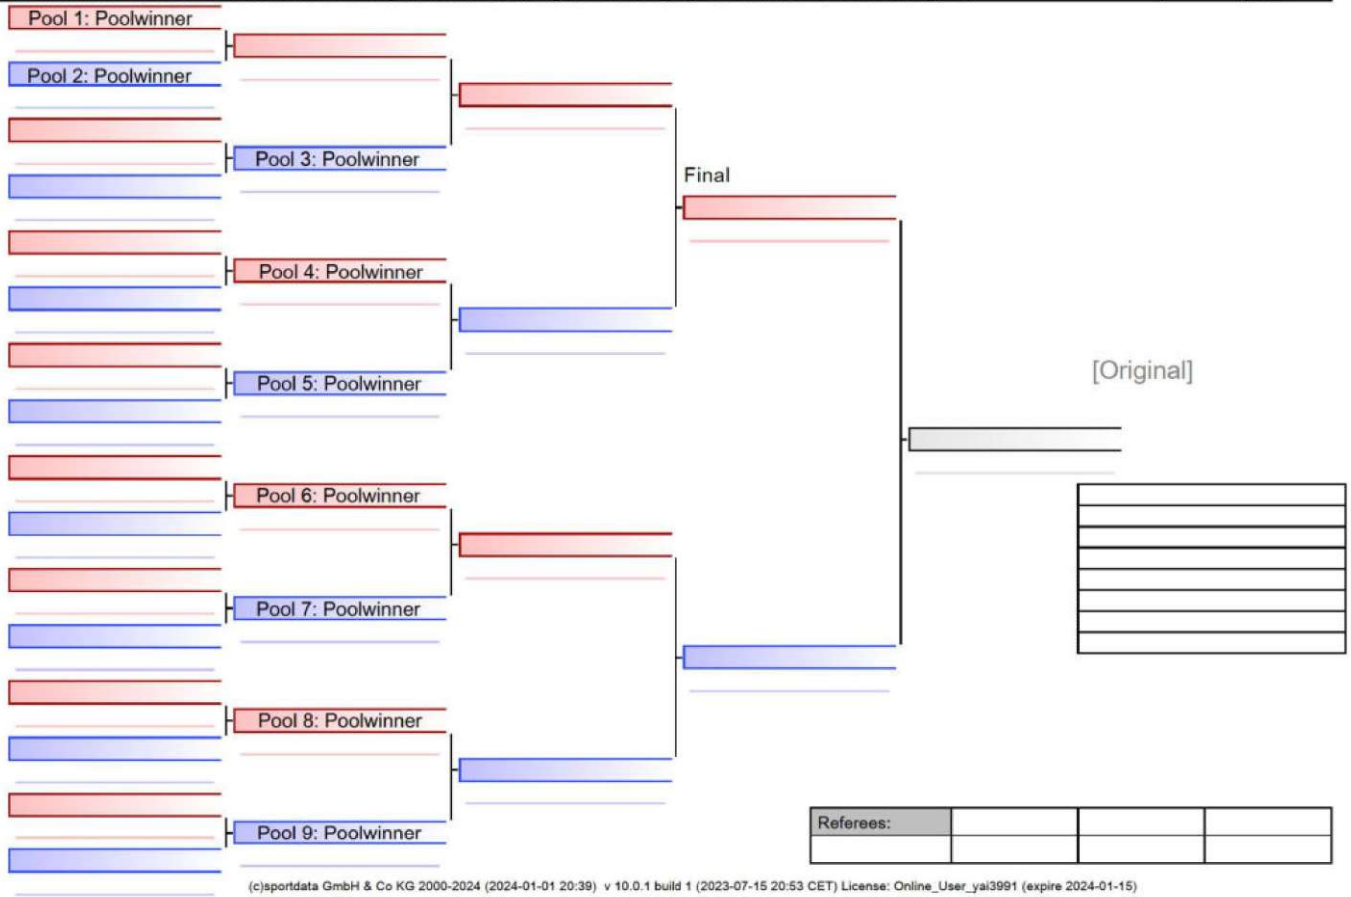 Pool 1: Poolwinner
Pool 2: Poolwinner
Pool 3: Poolwinner
Final
Pool 4: Poolwinner
Pool 5: Poolwinner
[Original]
Pool 6: Poolwinner
Pool 7: Poolwinner
Pool 8: Poolwinner
Pool 9: Poolwinner
Referees:
(c)sportdata GmbH & Co KG 2000-2024 (2024-01-01 20:39) v 10.0.1 build 1 (2023-07-15 20:53 CET) License: Online_User_yai3991 (expire 2024-01-15)